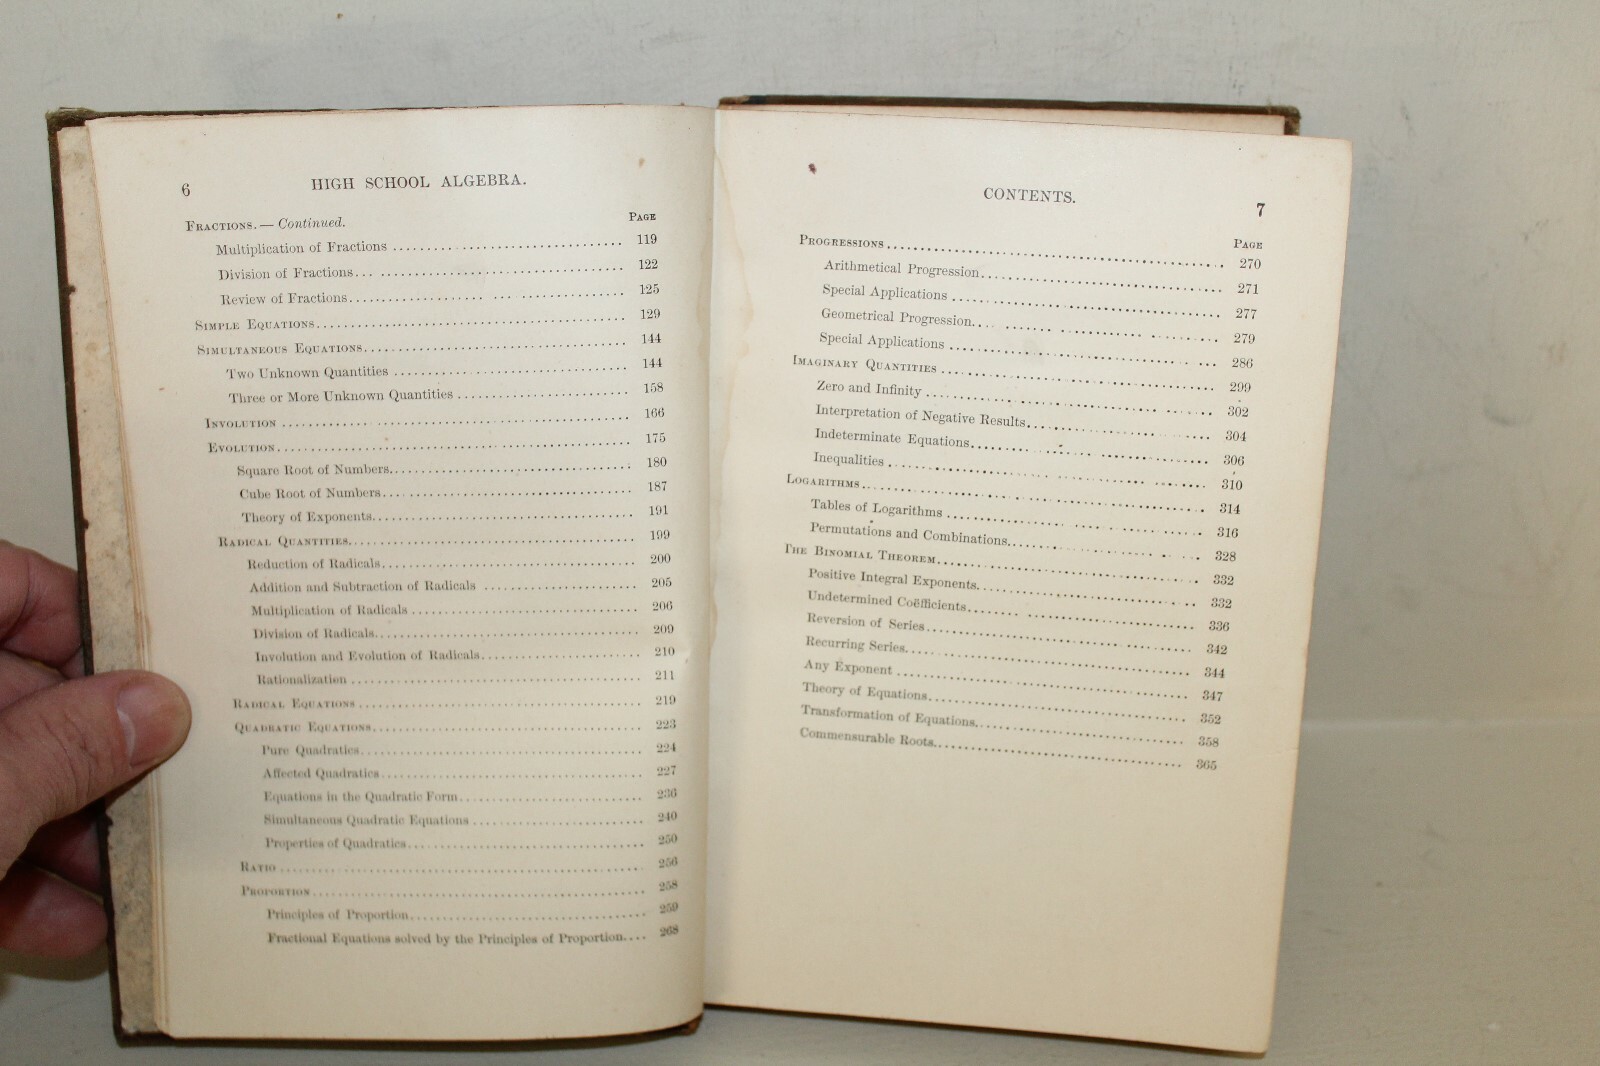 6 HIGH SCHOOL ALGEBRA.
FRACTIONS.— Continued. PAGE
Multiplication of Fractions ................................. 119
Division of Fractions... .................................... 122
Review of Fractions.................... .................... 125
SIMPLE EQUATIONS............................................ 129
SIMULTANEOUS EQUATIONS...................................... 144
Two Unknown Quantities .................................. 144
Three or More Unknown Quantities ......................... 158
INVOLUTION ................................................. 166
EVOLUTION................................................... 175
Square Root of Numbers................................... 180
Cube Root of Numbers..................................... 187
Theory of Exponents...................................... 191
RADICAL QUANTITIES.......................................... 199
Reduction of Radicals.................................... 200
Addition and Subtraction of Radicals ...................... 205
Multiplication of Radicals ................................. 206
Division of Radicals...................................... 209
Involution and Evolution of Radicals....................... 210
Rationalization .......................................... 211
RADICAL EQUATIONS .......................................... 219
QUADRATIC EQUATIONS......................................... 223
Pure Quadratics.......................................... 224
Affected Quadratics...................................... 227
Equations in the Quadratic Form........................... 236
Simultaneous Quadratic Equations ......................... 240
Properties of Quadratics.................................. 250
RATIO ...................................................... 256
PROPORTION.................................................. 258
Principles of Proportion................................... 259
Fractional Equations solved by the Principles of Proportion.... 268
CONTENTS. 7
PAGE
PROGRESSIONS................................................ 270
Arithmetical Progression.................................. 271
Special Applications ..................................... 277
Geometrical Progression... ............................... 279
Special Applications ..................................... 286
IMAGINARY QUANTITIES ....................................... 299
Zero and Infinity ........................................ 302
Interpretation of Negative Results......................... 304
Indeterminate Equations................................... 306
Inequalities ............................................. 310
LOGARITHMS.................................................. 314
Tables of Logarithms ..................................... 316
Permutations and Combinations............................. 328
THE BINOMIAL THEOREM........................................ 332
Positive Integral Exponents................................ 332
Undetermined Coëfficients................................. 336
Reversion of Series....................................... 342
Recurring Series.......................................... 344
Any Exponent ............................................. 347
Theory of Equations....................................... 352
Transformation of Equations............................... 358
Commensurable Roots....................................... 365